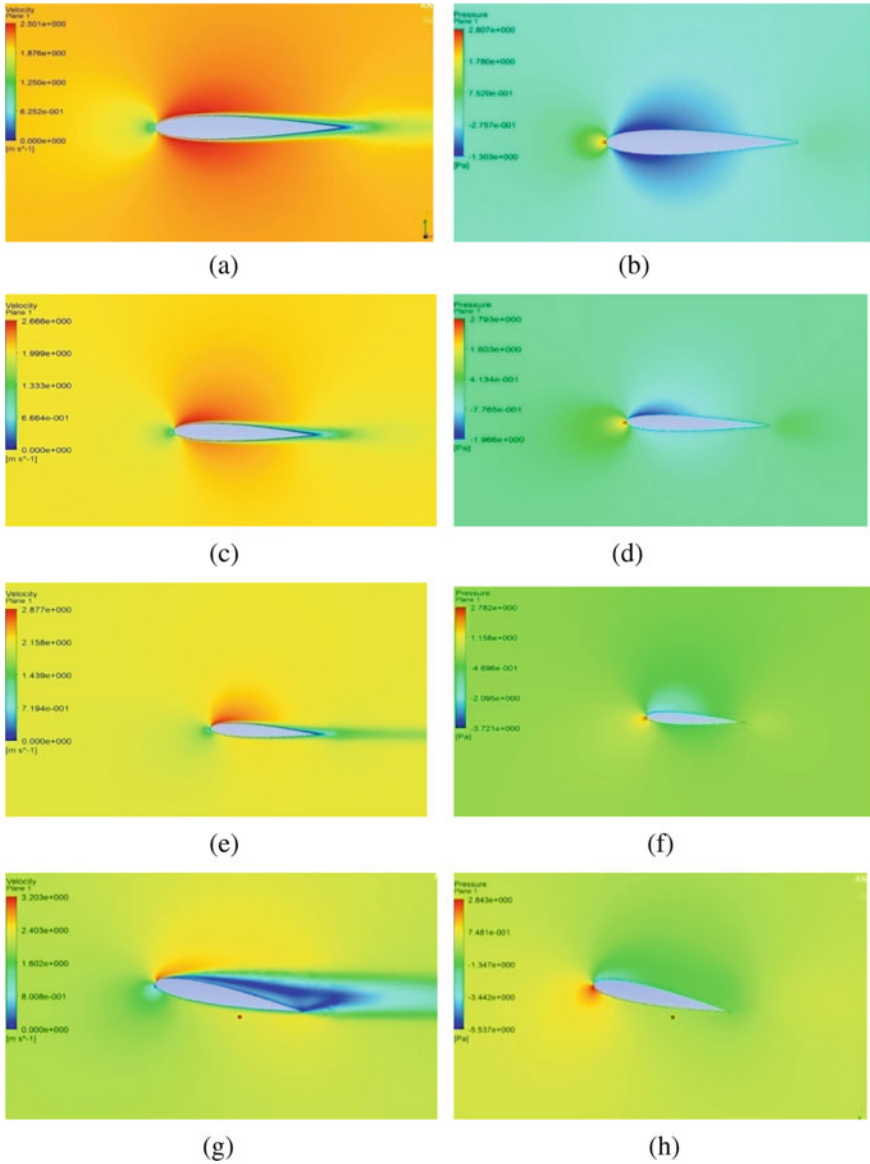 Velocity
Plane 1
2.501e+000
1.876e+000
1.250e+000
6.252e-001
0.000e+000
[m s^-1]
(a)
Pressure
Plane 1
2.807e+000
1.780e+000
7.520e-001
-2.757e-001
-1.303e+000
[Pa]
(b)
Velocity
Plane 1
2.666e+000
1.999e+000
1.333e+000
6.664e-001
0.000e+000
[m s^-1]
(c)
Pressure
Plane 1
2.793e+000
1.603e+000
4.134e-001
-7.765e-001
-1.966e+000
[Pa]
(d)
Velocity
Plane 1
2.877e+000
2.158e+000
1.439e+000
7.194e-001
0.000e+000
[m s^-1]
(e)
Pressure
Plane 1
2.782e+000
1.156e+000
-4.696e-001
-2.095e+000
-3.721e+000
[Pa]
(f)
Velocity
Plane 1
3.203e+000
2.403e+000
1.602e+000
8.008e-001
0.000e+000
[m s^-1]
(g)
Pressure
Plane 1
2.843e+000
7.481e-001
-1.347e+000
-3.442e+000
-5.537e+000
[Pa]
(h)